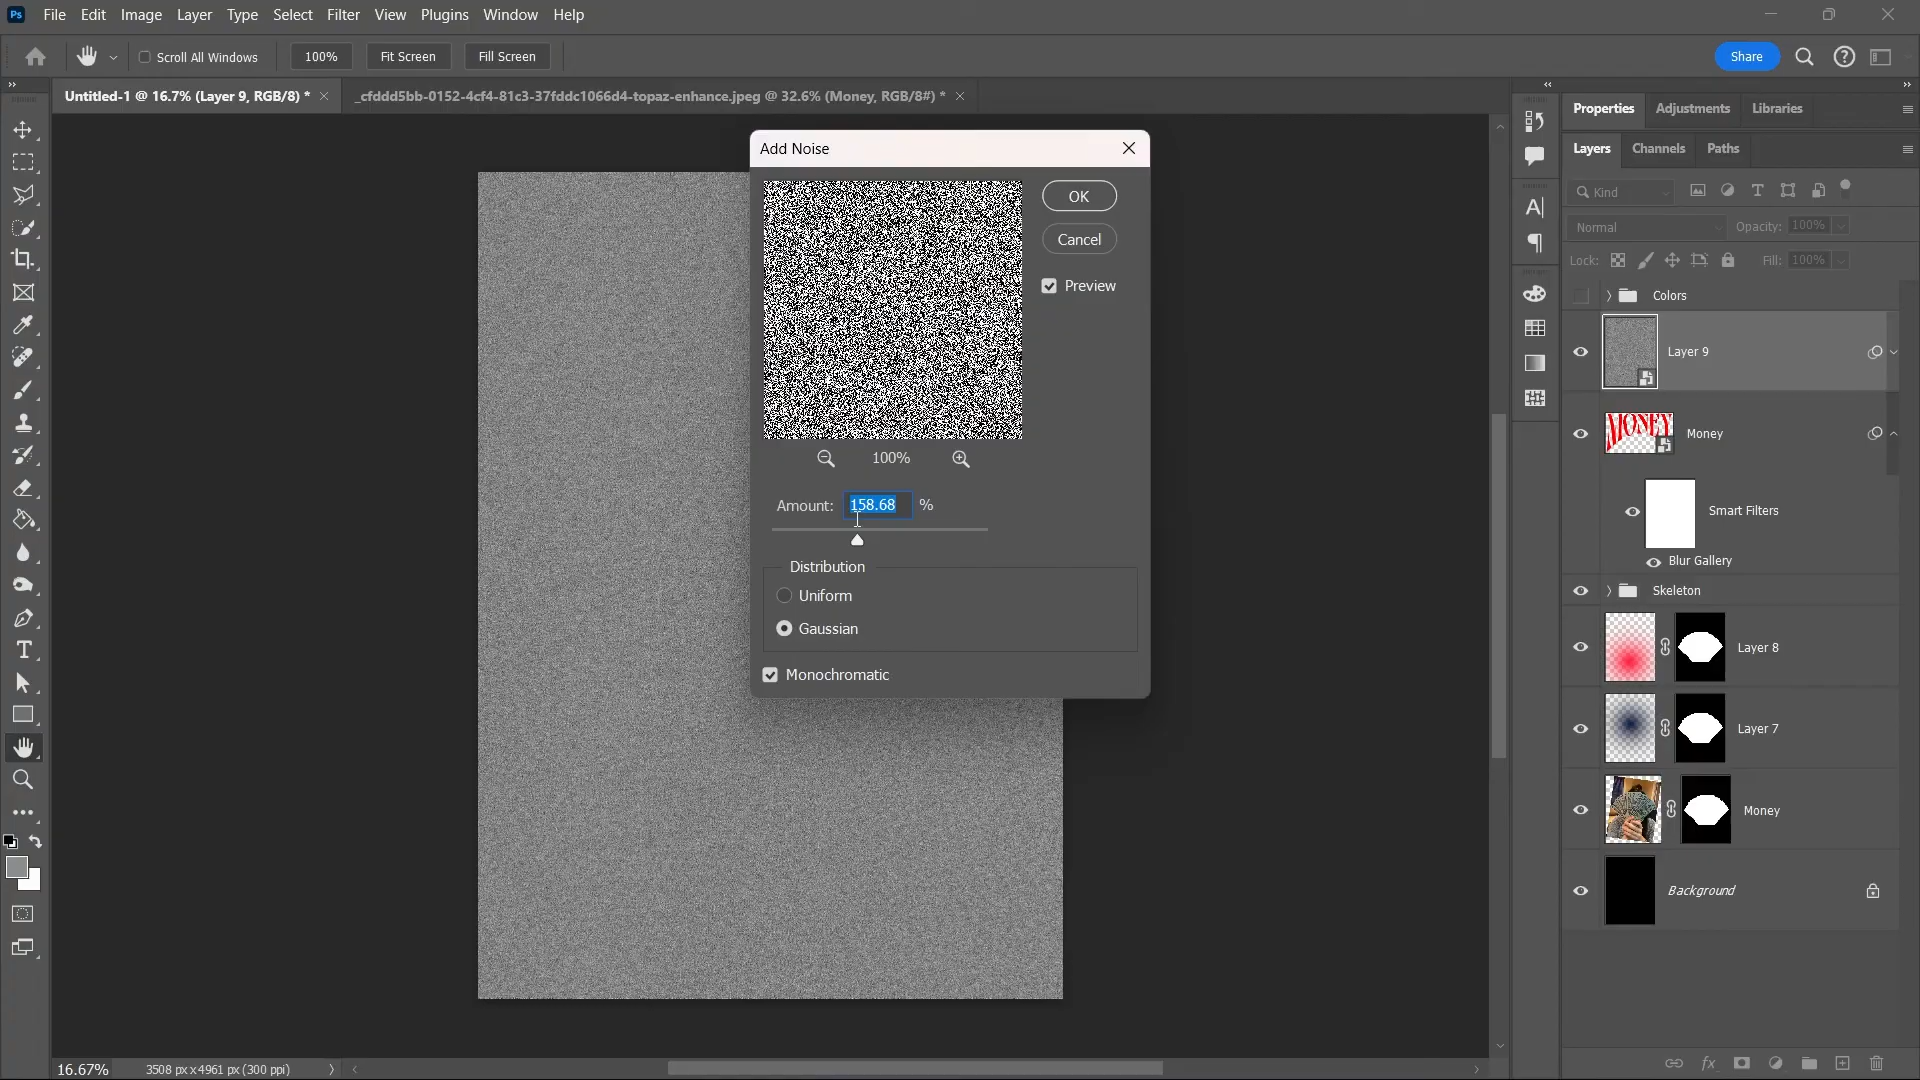 Ps File Edit Image Layer Type Select Filter View Plugins Window Help
Scroll All Windows 100% Fit Screen Fill Screen Share
Untitled-1 @ 16.7% (Layer 9, RGB/8) * _cfddd5bb-0152-4cf4-81c3-37fddc1066d4-topaz-enhance.jpeg @ 32.6% (Money, RGB/8#) *
Properties Adjustments Libraries
Add Noise
OK
Cancel
Preview
100%
Amount: 158.68 %
Distribution
Uniform
Gaussian
Monochromatic
Layers Channels Paths
Kind
Normal Opacity: 100%
Lock: Fill: 100%
Colors
Layer 9
MONEY Money
Smart Filters
Blur Gallery
Skeleton
Layer 8
Layer 7
Money
Background
16.67% 3508 px x 4961 px (300 ppi)